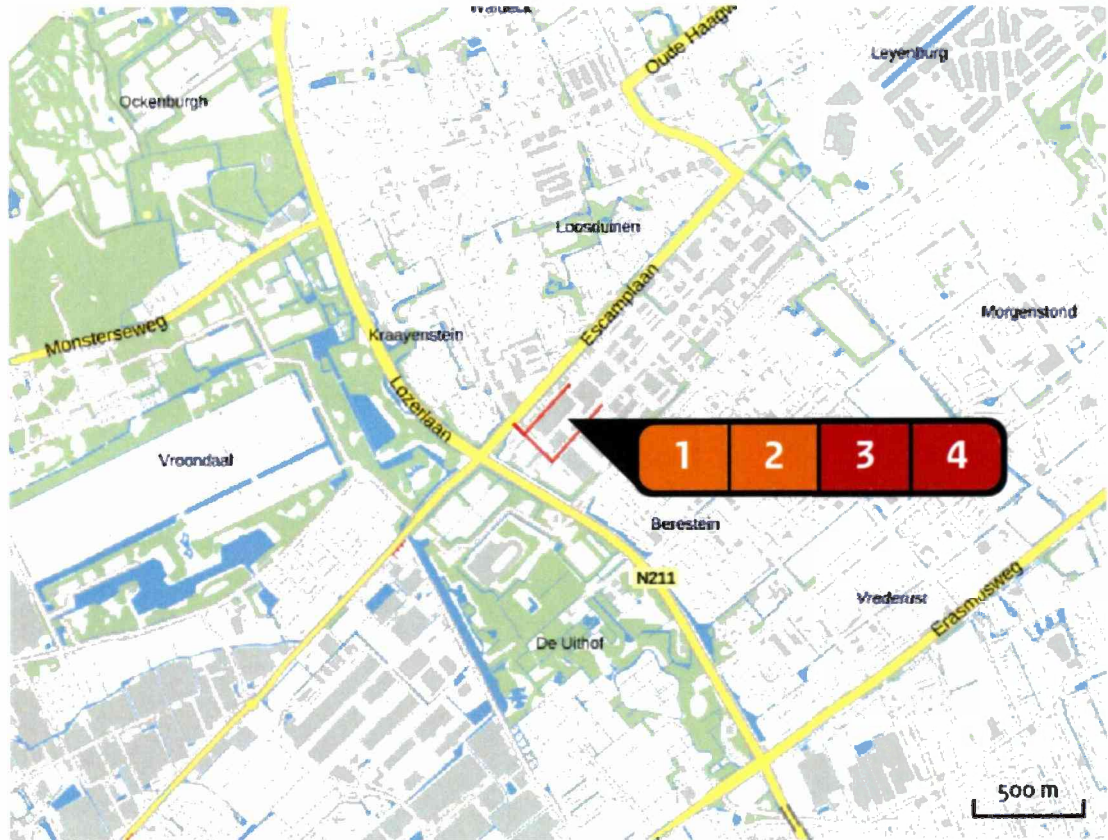 Waldeck
Oude Haagw
Leyenburg
Ockenburgh
Loosduinen
Escamplaan
Morgenstond
Monsterseweg
Kraayenstein
Lozerlaan
1 2 3 4
Vroondaal
Berestein
N211
Vrederust
Erasmusweg
De Uithof
500 m